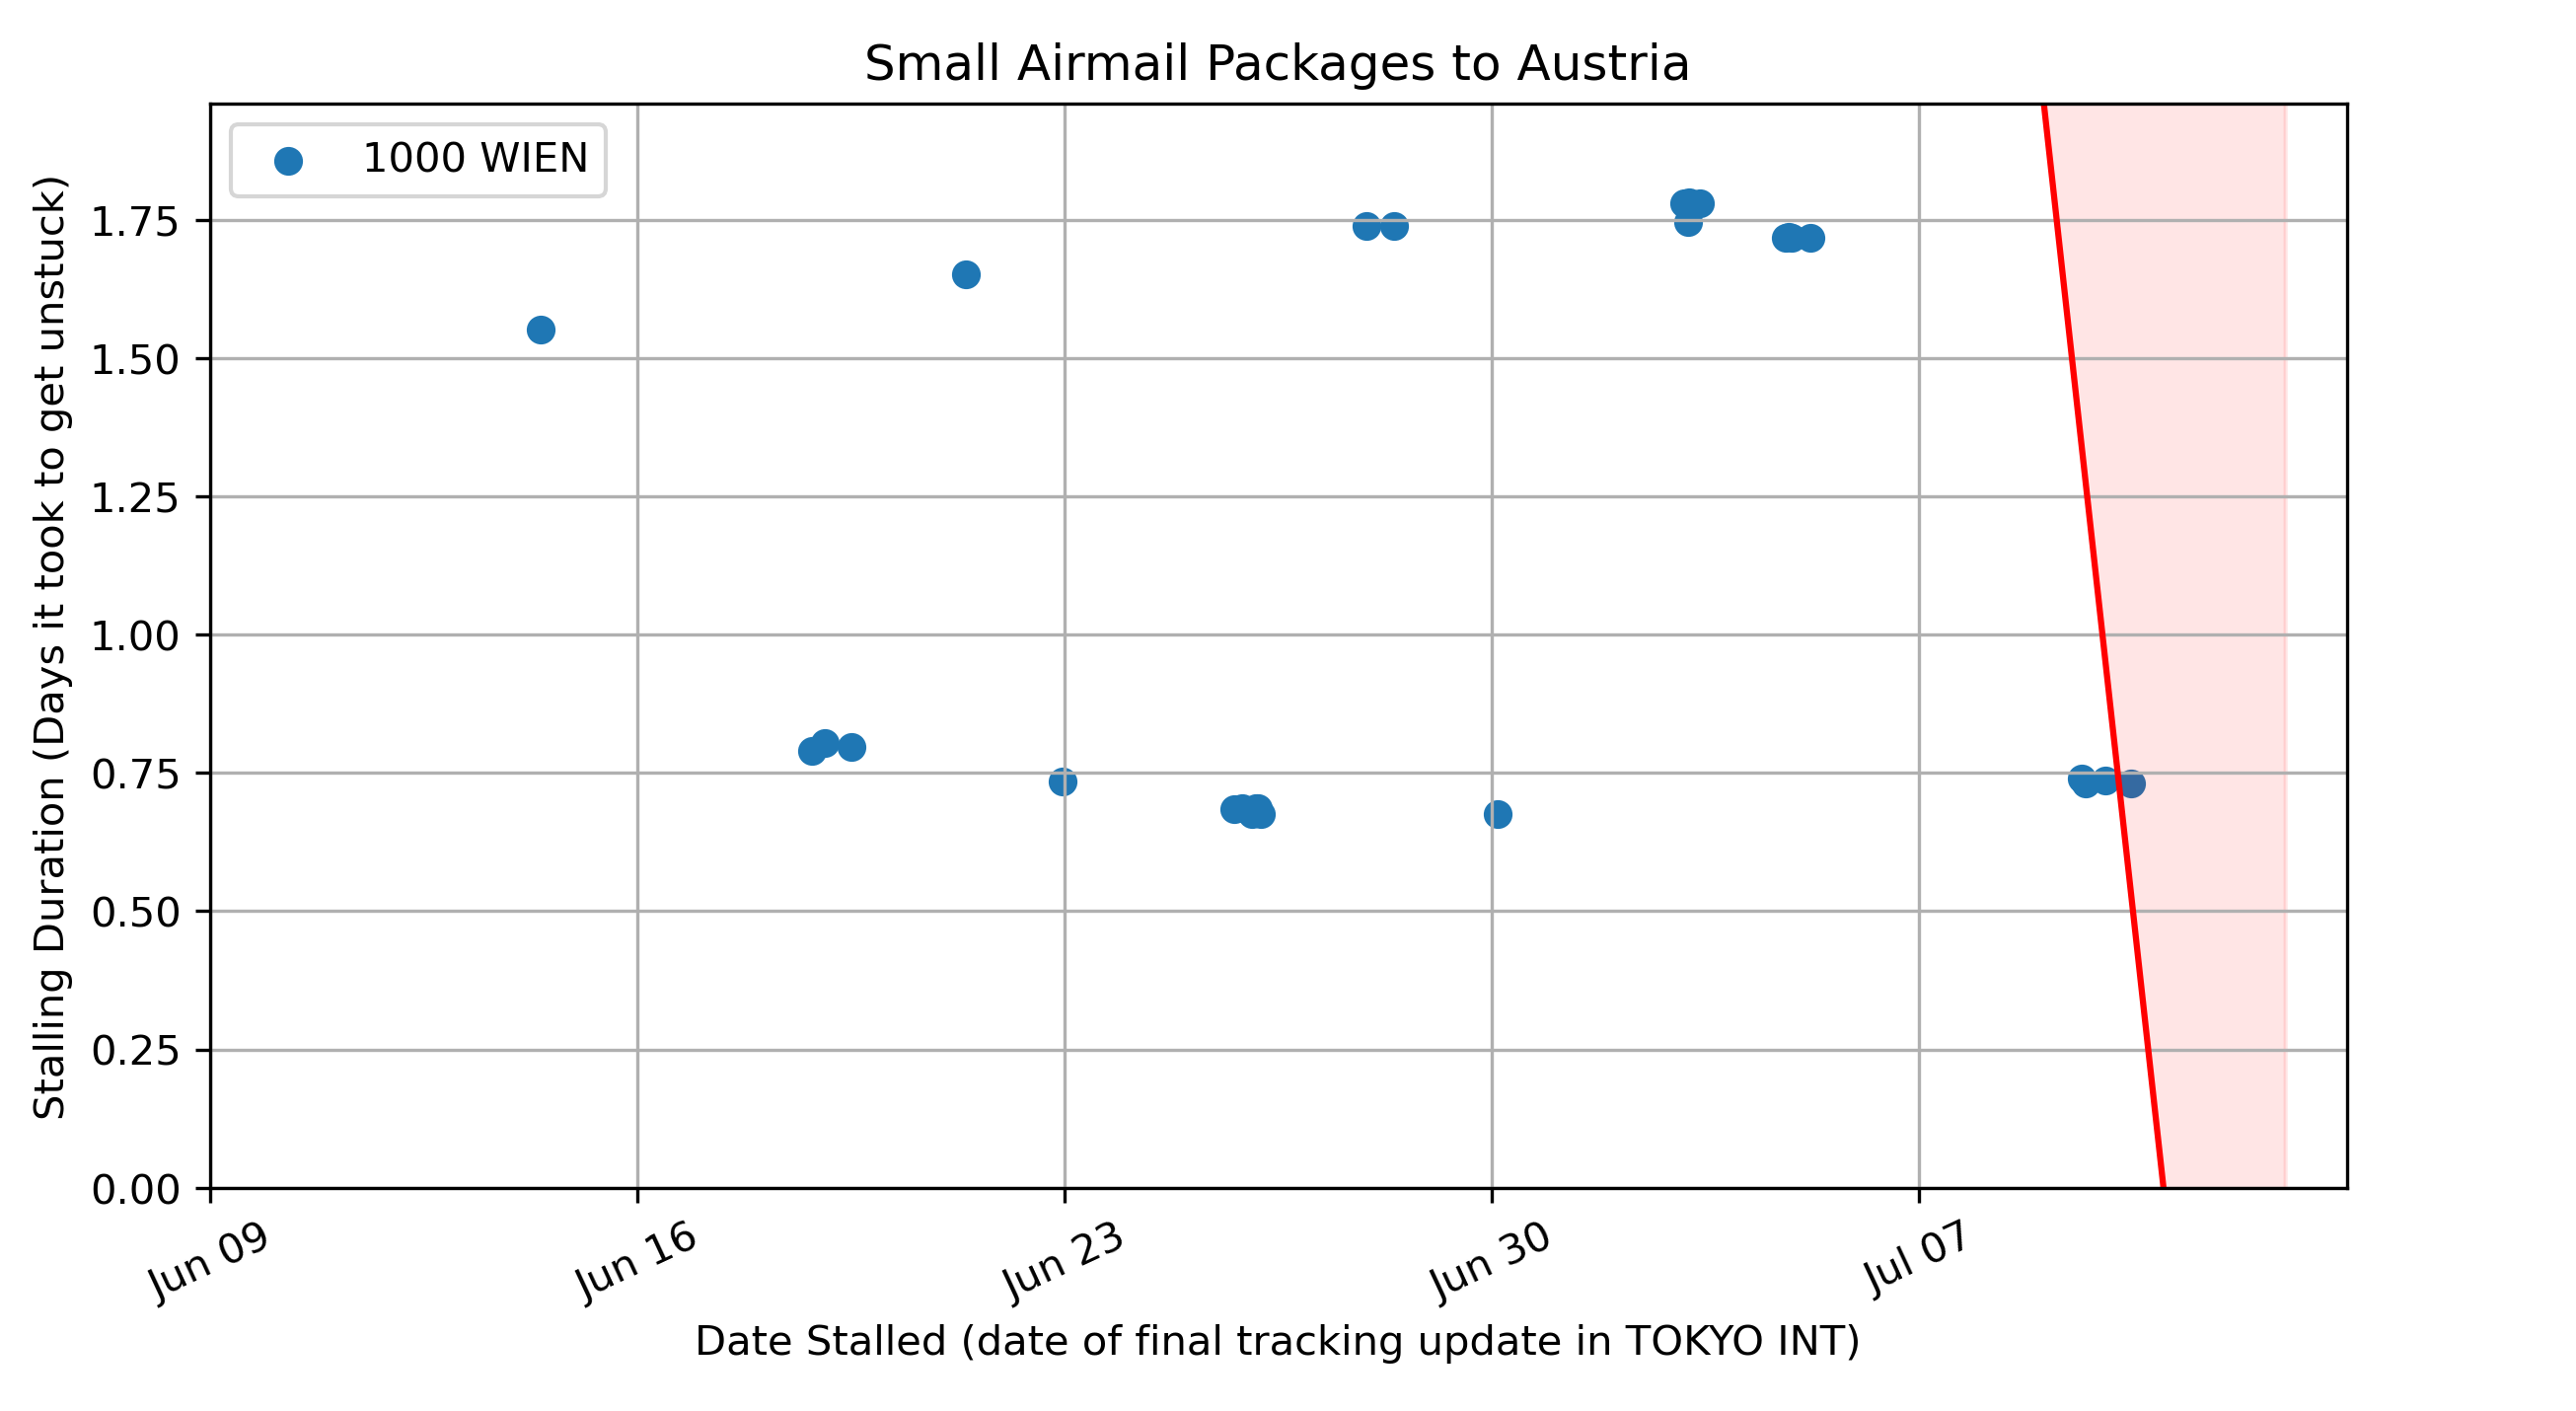 Small Airmail Packages to Austria
1000 WIEN
Stalling Duration (Days it took to get unstuck)
1.75
1.50
1.25
1.00
0.75
0.50
0.25
0.00
Jun 09
Jun 16
Jun 23
Jun 30
Jul 07
Date Stalled (date of final tracking update in TOKYO INT)